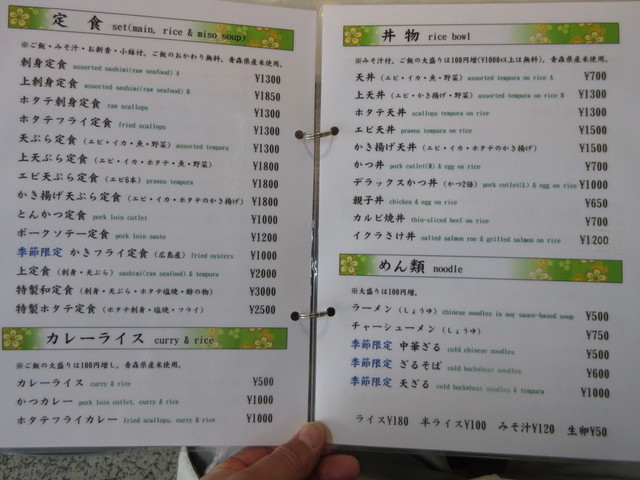 定 食 set(main, rice & miso soup)
※ご飯・みそ汁・お新香・小鉢付。ご飯のおかわり無料。青森県産米使用。
刺身定食 assorted sashimi(raw seafood) A ¥1300
上刺身定食 assorted sashimi(raw seafood) B ¥1850
ホタテ刺身定食 raw scallops ¥1300
ホタテフライ定食 fried scallops ¥1300
天ぷら定食 (エビ・イカ・魚・野菜) assorted tempura ¥1300
上天ぷら定食 (エビ・イカ・ホタテ・魚・野菜) ¥1800
エビ天ぷら定食 (エビ6本) prawns tempura ¥1800
かき揚げ天ぷら定食 (エビ・イカ・ホタテのかき揚げ) ¥1800
とんかつ定食 pork loin cutlet ¥1000
ポークソテー定食 pork loin saute ¥1200
季節限定 かきフライ定食 (広島産) fried oysters ¥1000
上定食 (刺身・天ぷら) sashimi(raw seafood) & tempura ¥2000
特製和定食 (刺身・天ぷら・ホタテ塩焼・酢の物) ¥3000
特製ホタテ定食 (ホタテ刺身・塩焼・フライ) ¥2500
カレーライス curry & rice
※ご飯の大盛りは100円増し。青森県産米使用。
カレーライス curry & rice ¥500
かつカレー pork loin cutlet, curry & rice ¥1000
ホタテフライカレー fried scallops, curry & rice ¥1000
丼 物 rice bowl
※みそ汁付。ご飯の大盛りは100円増(¥1000以上は無料)。青森県産米使用。
天丼 (エビ・イカ・魚・野菜) assorted tempura on rice A ¥700
上天丼 (エビ・イカ・魚・野菜) assorted tempura on rice B ¥1300
ホタテ天丼 scallops tempura on rice ¥1300
エビ天丼 prawns tempura on rice ¥1500
かき揚げ天丼 (エビ・イカ・ホタテのかき揚げ) ¥1500
かつ丼 pork cutlet(M) & egg on rice ¥700
デラックスかつ丼 (かつ2倍) pork cutlet(L) & egg on rice ¥1000
親子丼 chicken & egg on rice ¥650
カルビ焼丼 thin-sliced beef on rice ¥700
イクラさけ丼 salted salmon roe & grilled salmon on rice ¥1200
めん類 noodle
※大盛りは100円増。
ラーメン (しょうゆ) chinese noodles in soy sauce-based soup ¥500
チャーシューメン (しょうゆ) ¥750
季節限定 中華ざる cold chinese noodles ¥500
季節限定 ざるそば cold buckwheat noodles ¥600
季節限定 天ざる cold buckwheat noodles & tempura ¥1000
ライス¥180 半ライス¥100 みそ汁¥120 生卵¥50